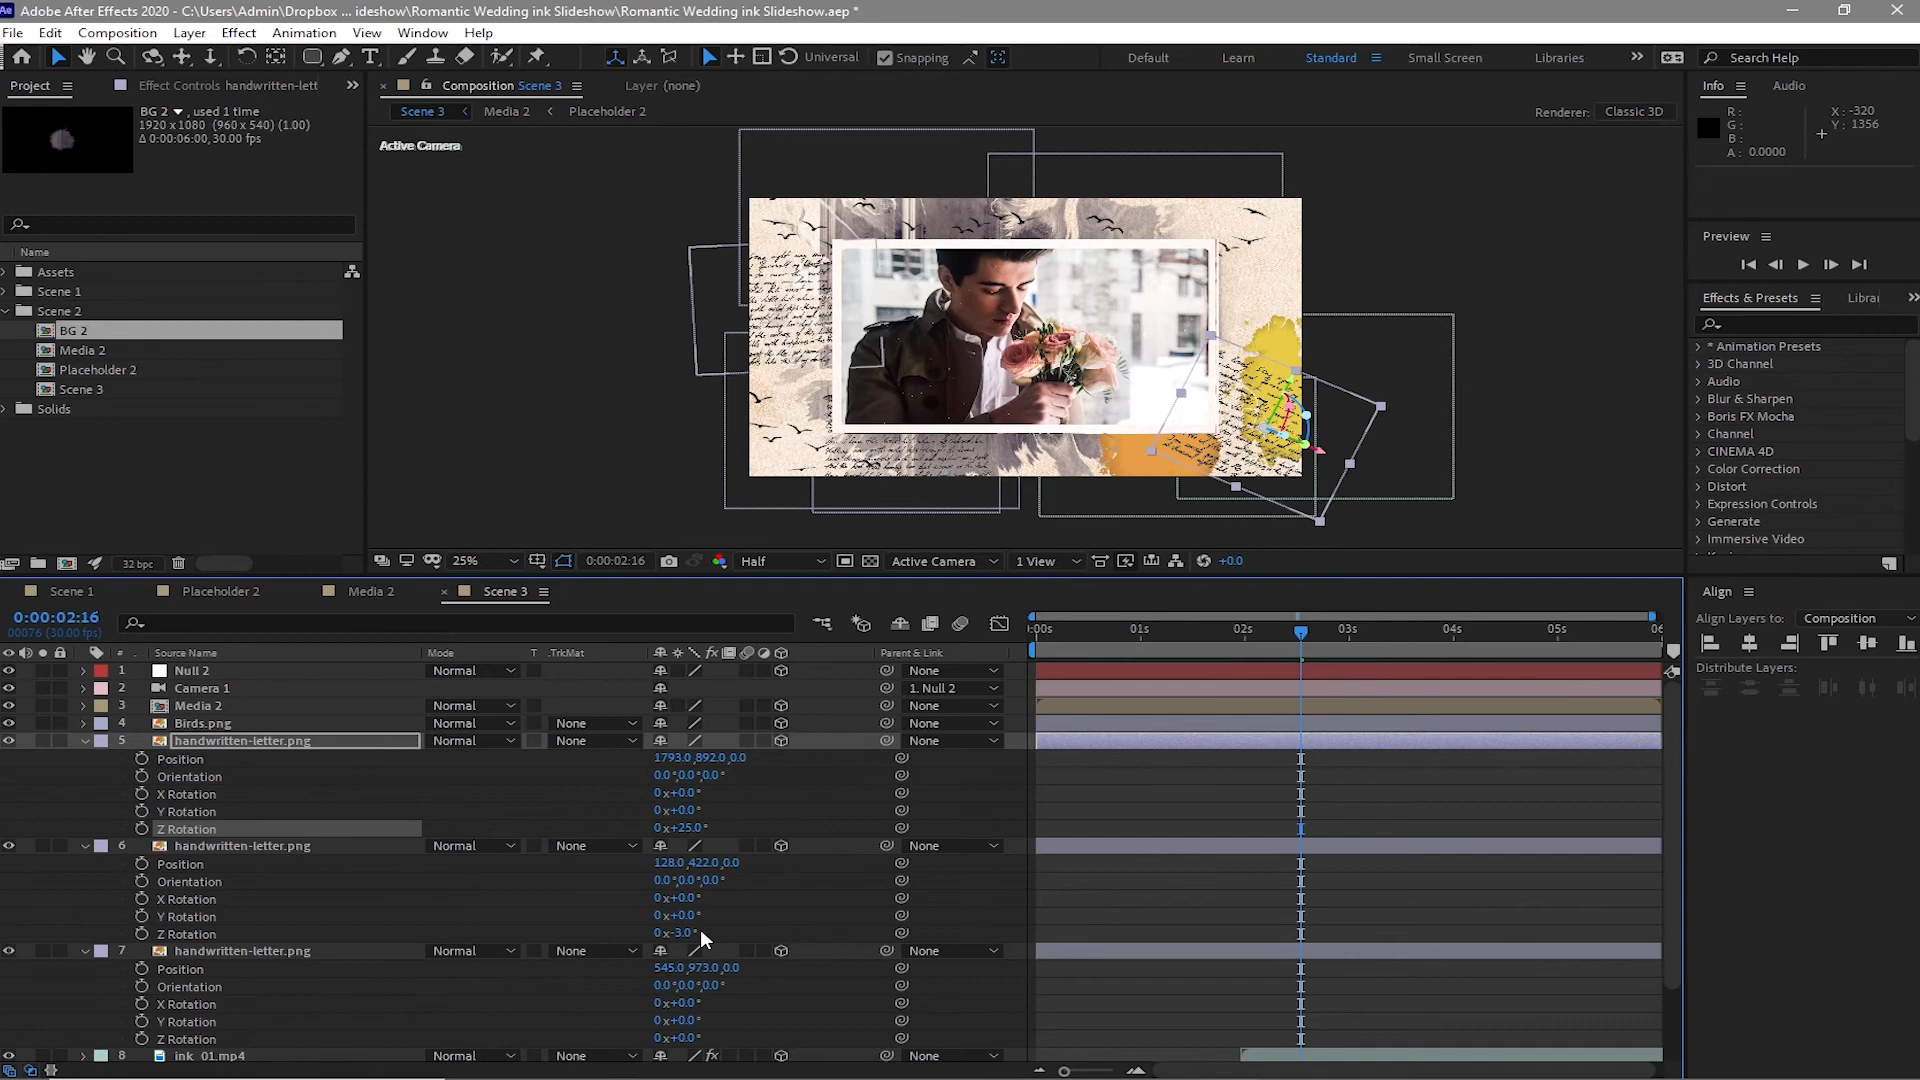 Adobe After Effects 2020 - C:\Users\Admin\Dropbox ... ideshow\Romantic Wedding ink Slideshow\Romantic Wedding ink Slideshow.aep *
File Edit Composition Layer Effect Animation View Window Help
Universal Snapping Default Learn Standard Small Screen Libraries Search Help
Project Effect Controls handwritten-lett Composition Scene 3 Layer (none) Info Audio
BG 2 , used 1 time
1920 x 1080 (960 x 540) (1.00)
Δ 0:00:06:00, 30.00 fps
Scene 3 Media 2 Placeholder 2 Renderer: Classic 3D
Active Camera
R: X: -320
G: Y: 1356
B:
A: 0.0000
Preview
Name
Assets
Scene 1
Scene 2
BG 2
Media 2
Placeholder 2
Scene 3
Solids
Effects & Presets Librai
* Animation Presets
3D Channel
Audio
Blur & Sharpen
Boris FX Mocha
Channel
CINEMA 4D
Color Correction
Distort
Expression Controls
Generate
Immersive Video
32 bpc 25% 0:00:02:16 Half Active Camera 1 View +0.0
Scene 1 Placeholder 2 Media 2 Scene 3
Align
0:00:02:16
00076 (30.00 fps)
Align Layers to: Composition
Distribute Layers:
:00s 01s 02s 03s 04s 05s 06
# Source Name Mode T .TrkMat fx Parent & Link
1 Null 2 Normal None
2 Camera 1 1. Null 2
3 Media 2 Normal None
4 Birds.png Normal None None
5 handwritten-letter.png Normal None None
Position 1793.0,892.0,0.0
Orientation 0.0°,0.0°,0.0°
X Rotation 0x+0.0°
Y Rotation 0x+0.0°
Z Rotation 0x+25.0°
6 handwritten-letter.png Normal None None
Position 128.0,422.0,0.0
Orientation 0.0°,0.0°,0.0°
X Rotation 0x+0.0°
Y Rotation 0x+0.0°
Z Rotation 0x-3.0°
7 handwritten-letter.png Normal None None
Position 545.0,973.0,0.0
Orientation 0.0°,0.0°,0.0°
X Rotation 0x+0.0°
Y Rotation 0x+0.0°
Z Rotation 0x+0.0°
8 ink_01.mp4 Normal None fx None